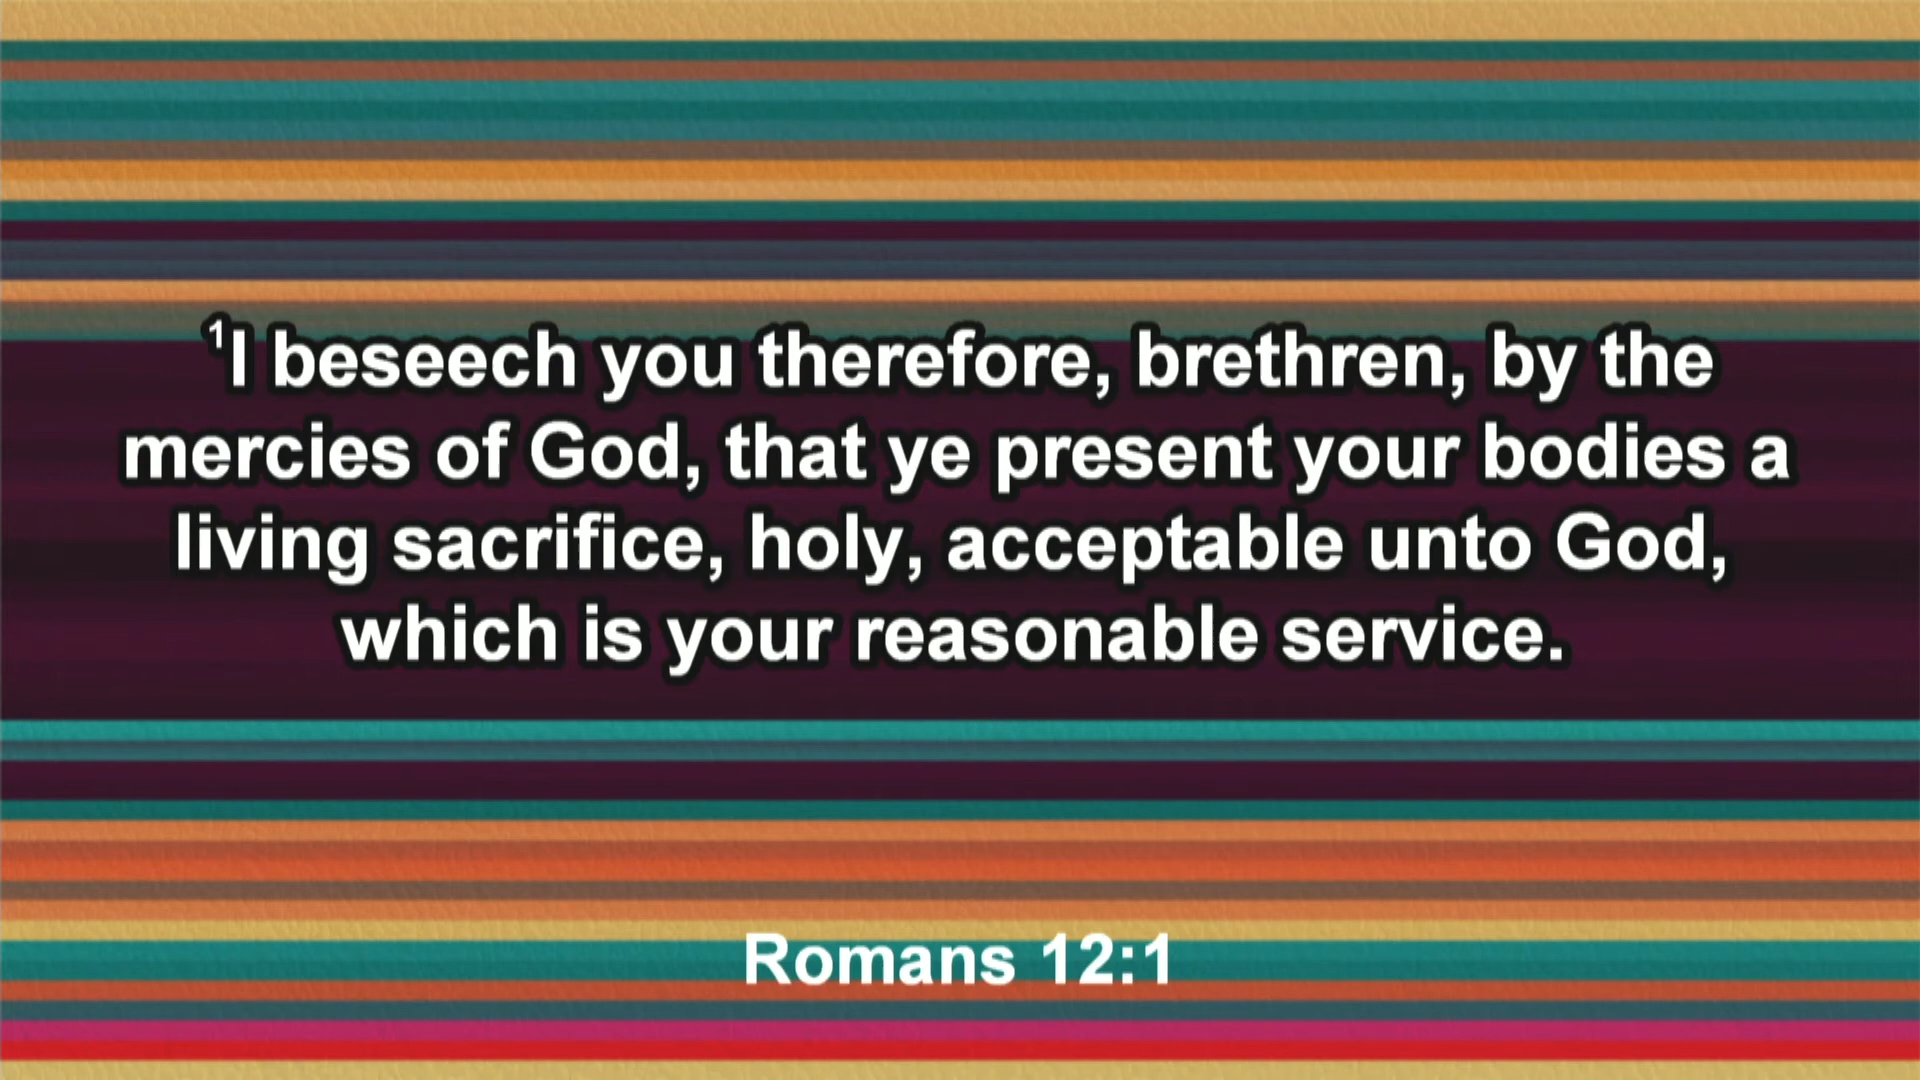 ¹I beseech you therefore, brethren, by the
mercies of God, that ye present your bodies a
living sacrifice, holy, acceptable unto God,
which is your reasonable service.
Romans 12:1